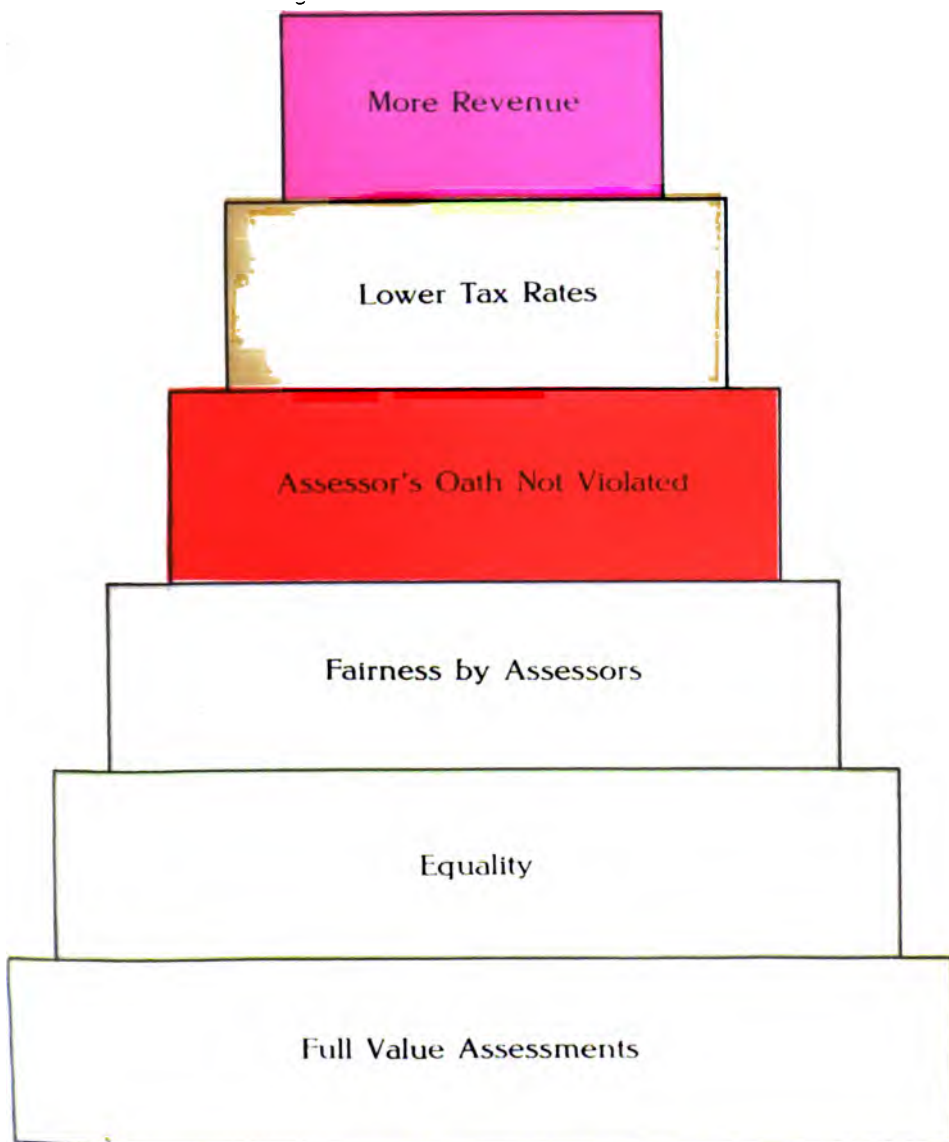 More Revenue
Lower Tax Rates
Assessor's Oath Not Violated
Fairness by Assessors
Equality
Full Value Assessments